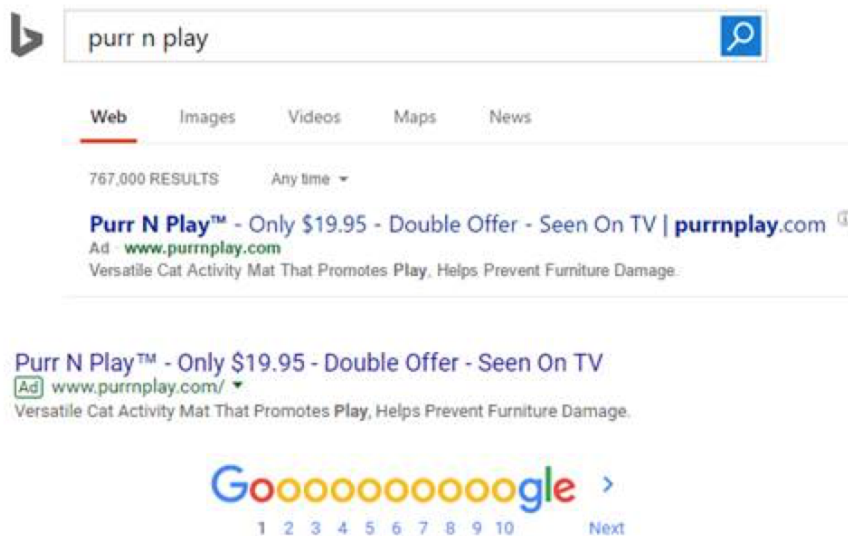 purr n play
Web Images Videos Maps News
767,000 RESULTS Any time
Purr N Play™ - Only $19.95 - Double Offer - Seen On TV | purrnplay.com
Ad · www.purrnplay.com
Versatile Cat Activity Mat That Promotes Play, Helps Prevent Furniture Damage.
Purr N Play™ - Only $19.95 - Double Offer - Seen On TV
Ad www.purrnplay.com/
Versatile Cat Activity Mat That Promotes Play, Helps Prevent Furniture Damage.
Goooooooooogle >
1 2 3 4 5 6 7 8 9 10 Next